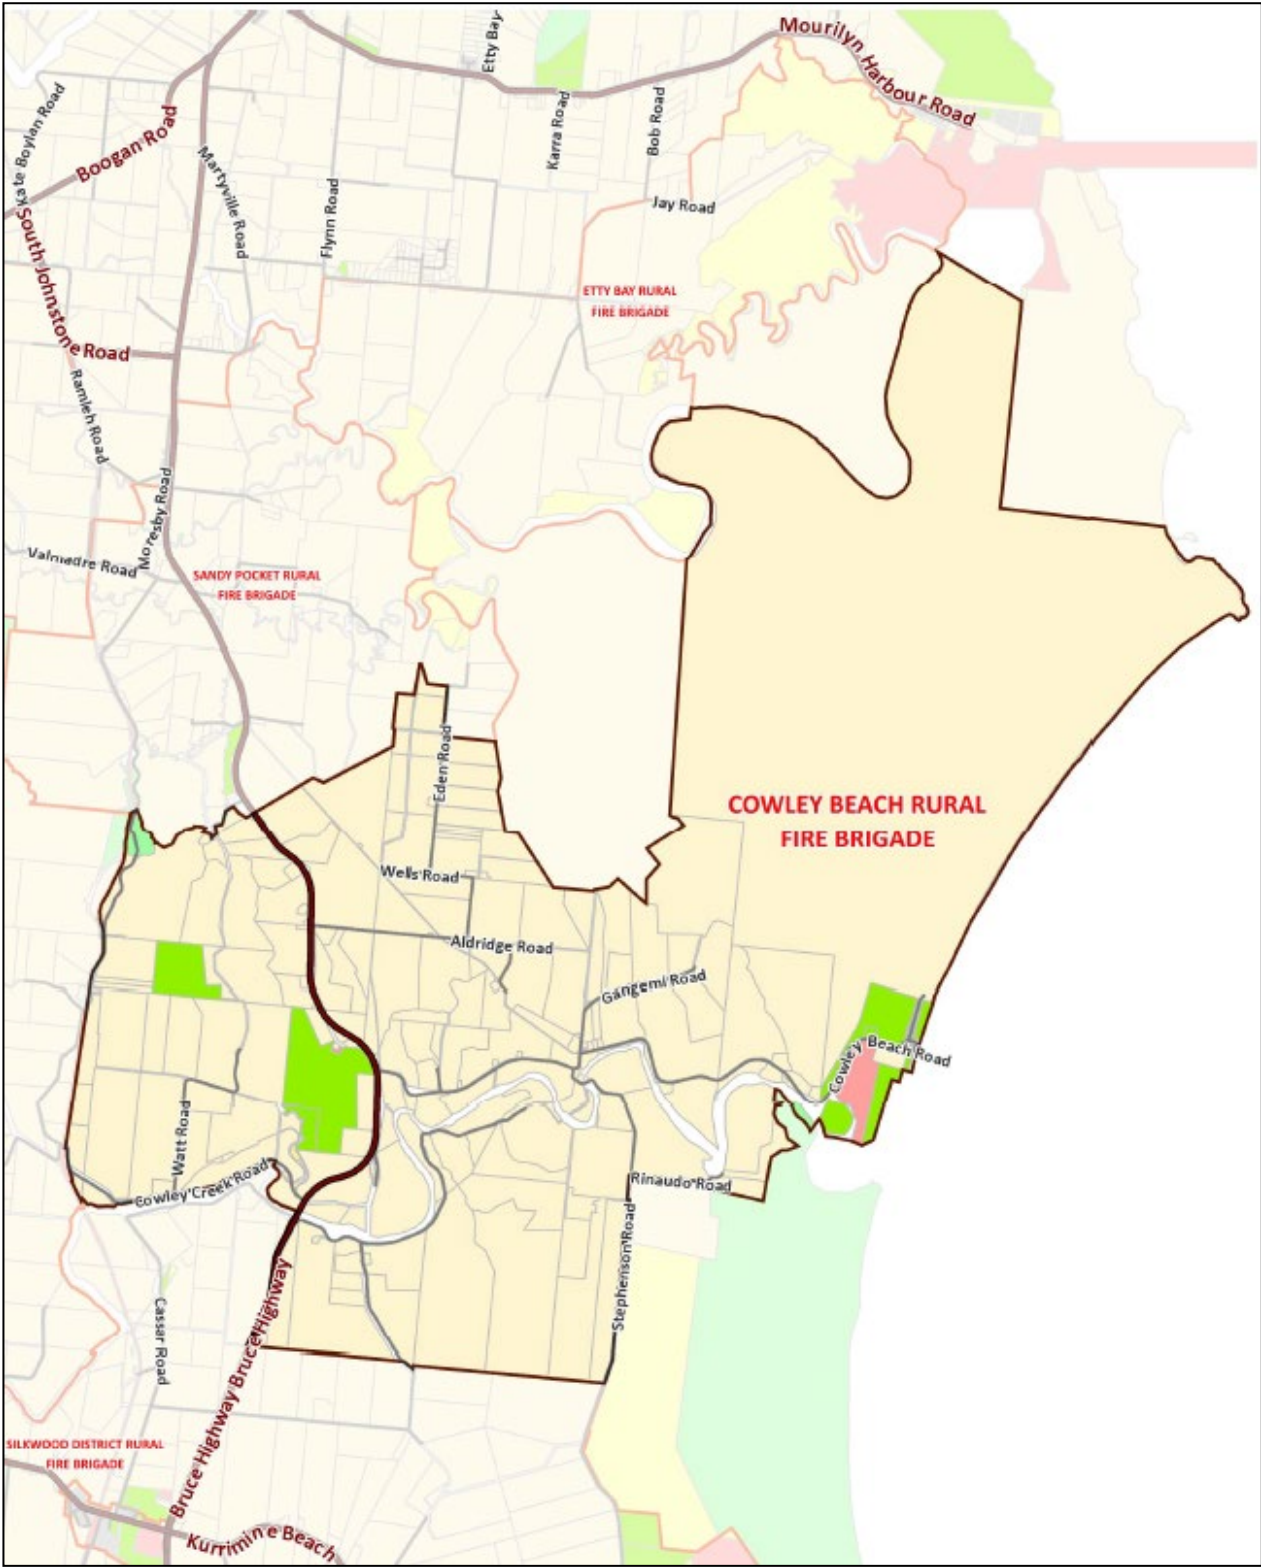 Mourilyn Harbour Road
Etty Bay
Kate Boylan Road
Boogan Road
Karra Road
Bob Road
Martyville Road
Flynn Road
Jay Road
South Johnstone Road
ETTY BAY RURAL
FIRE BRIGADE
Ramleh Road
Moresby Road
Valmadre Road
SANDY POCKET RURAL
FIRE BRIGADE
Eden Road
COWLEY BEACH RURAL
FIRE BRIGADE
Wells Road
Aldridge Road
Gangemi Road
Cowley Beach Road
Watt Road
Cowley Creek Road
Rinaudo Road
Stephenson Road
Bruce Highway Bruce Highway
Cassar Road
SILKWOOD DISTRICT RURAL
FIRE BRIGADE
Kurrimine Beach